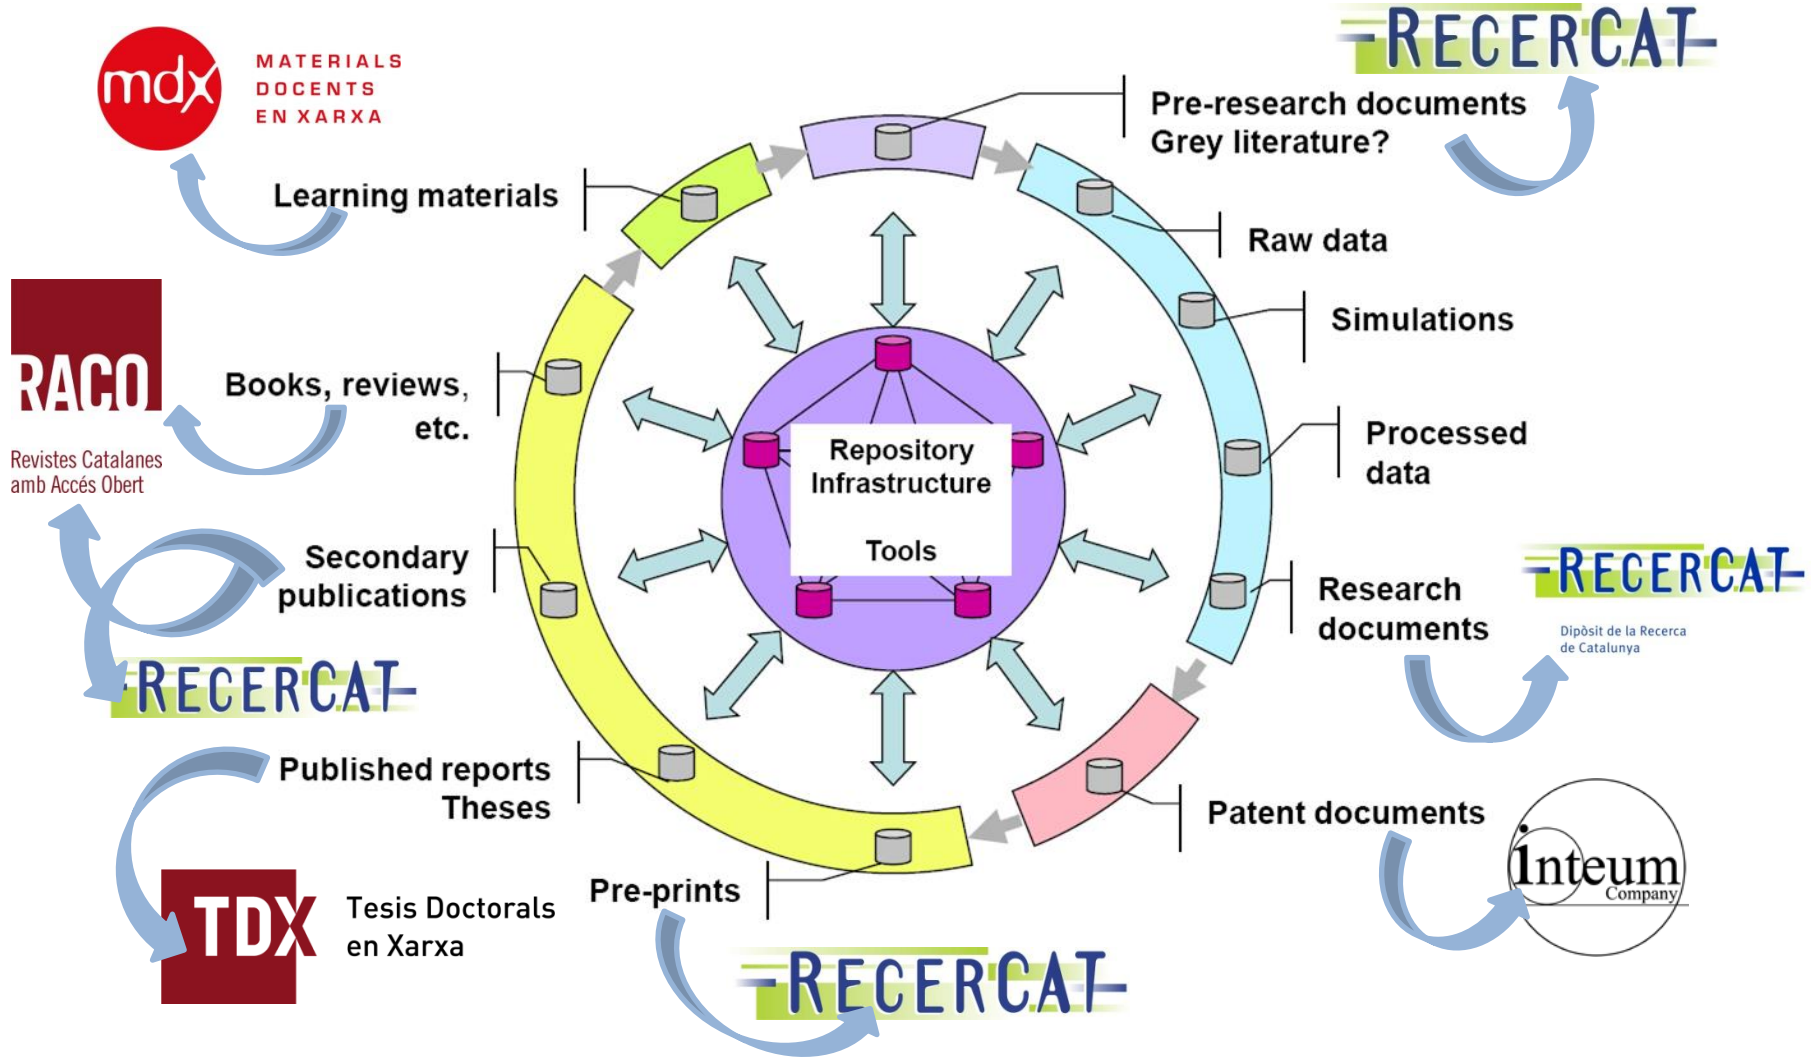 RECERCAT
mdx
MATERIALS
DOCENTS
EN XARXA
Pre-research documents
Grey literature?
Learning materials
Raw data
Simulations
RACO
Revistes Catalanes
amb Accés Obert
Books, reviews,
etc.
Processed
data
Repository
Infrastructure
Tools
Secondary
publications
RECERCAT
Research
documents
RECERCAT
Dipòsit de la Recerca
de Catalunya
Published reports
Theses
Patent documents
inteum
Company
Pre-prints
TDX
Tesis Doctorals
en Xarxa
RECERCAT